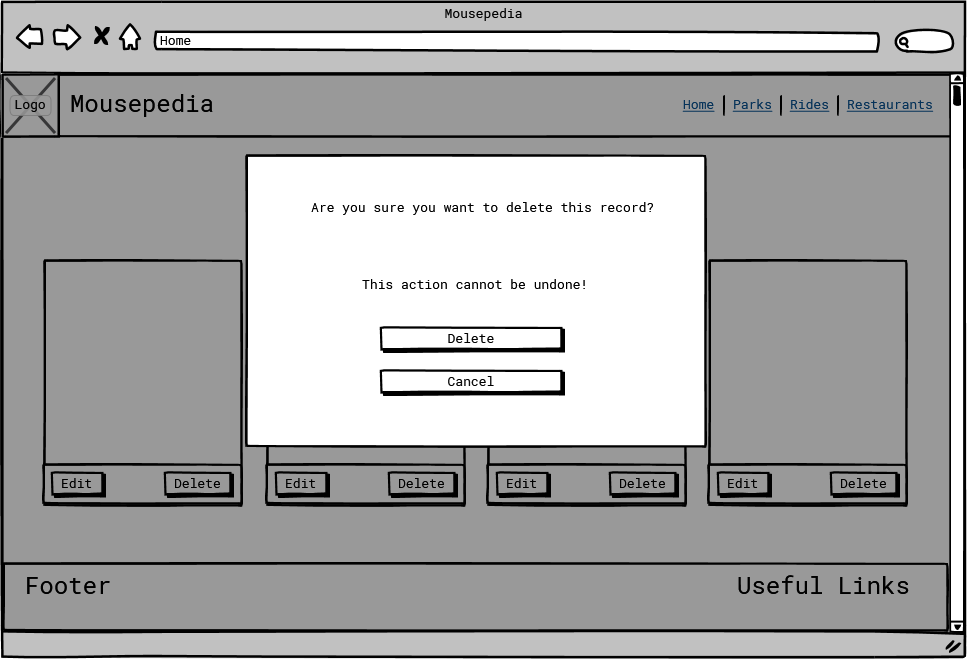 Mousepedia
Home
Logo
Mousepedia
Home Parks Rides Restaurants
Are you sure you want to delete this record?
This action cannot be undone!
Delete
Cancel
Edit Delete Edit Delete Edit Delete Edit Delete
Footer Useful Links